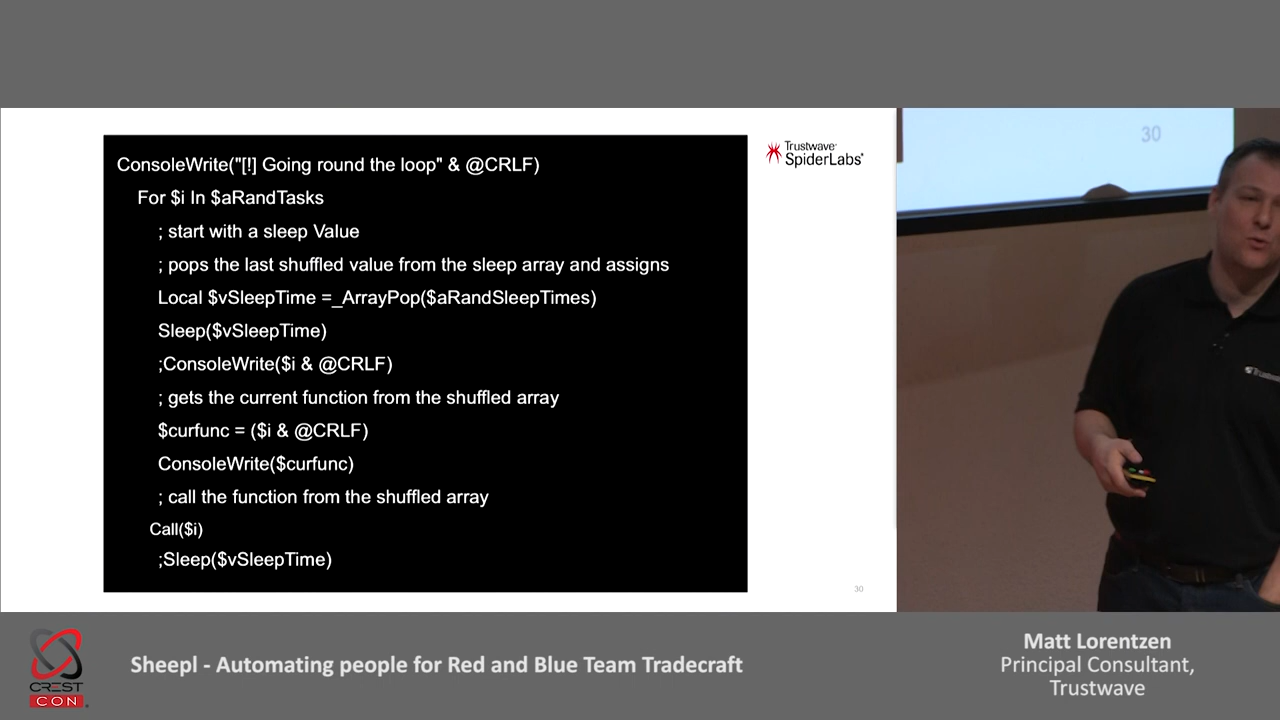 ConsoleWrite("[!] Going round the loop" & @CRLF)
For $i In $aRandTasks
; start with a sleep Value
; pops the last shuffled value from the sleep array and assigns
Local $vSleepTime =_ArrayPop($aRandSleepTimes)
Sleep($vSleepTime)
;ConsoleWrite($i & @CRLF)
; gets the current function from the shuffled array
$curfunc = ($i & @CRLF)
ConsoleWrite($curfunc)
; call the function from the shuffled array
Call($i)
;Sleep($vSleepTime)
Trustwave®
SpiderLabs®
30
30
CREST
CON
Sheepl - Automating people for Red and Blue Team Tradecraft
Matt Lorentzen
Principal Consultant,
Trustwave